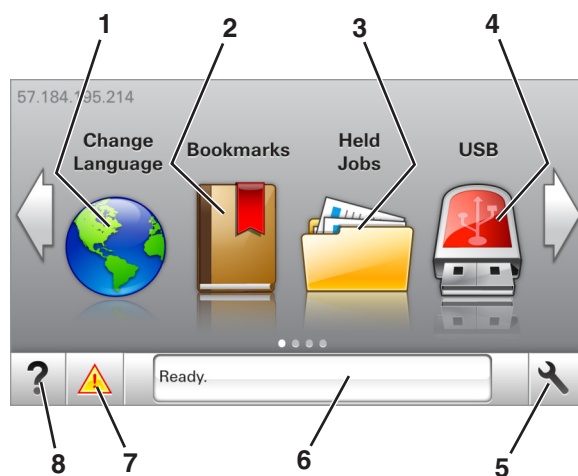 1
2
3
4
57.184.195.214
Change
Language
Bookmarks
Held
Jobs
USB
?
Ready.
8
7
6
5